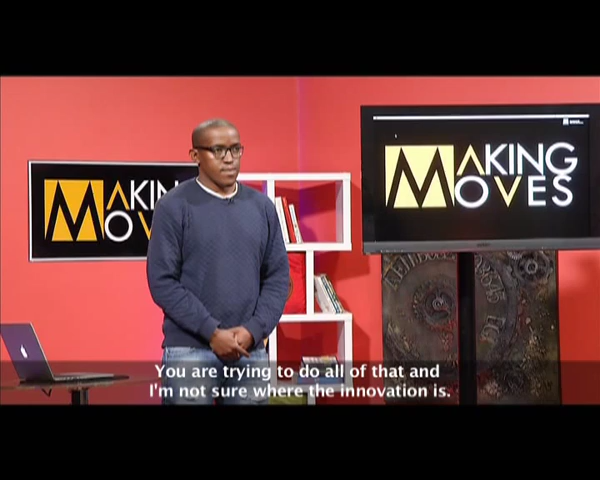 MAKING
MOVES
MAKING
MOVES
You are trying to do all of that and
I'm not sure where the innovation is.